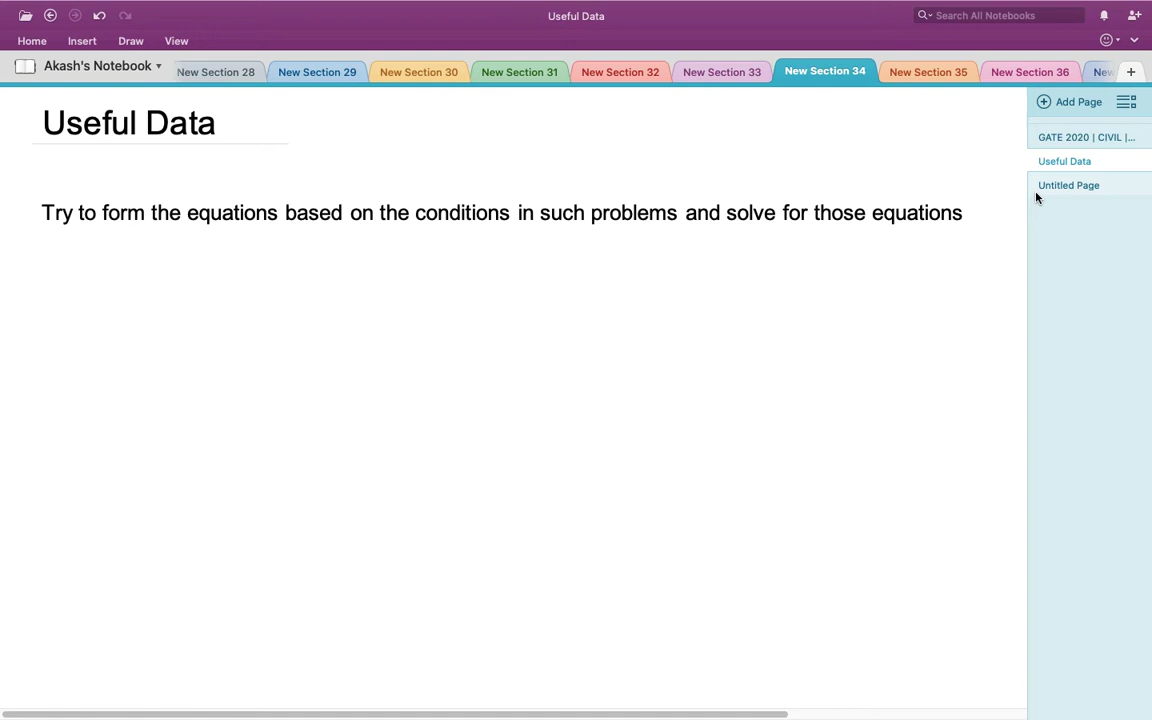 Useful Data
Search All Notebooks
Home Insert Draw View
Akash's Notebook New Section 28 New Section 29 New Section 30 New Section 31 New Section 32 New Section 33 New Section 34 New Section 35 New Section 36 New
Add Page
Useful Data
GATE 2020 | CIVIL |...
Useful Data
Untitled Page
Try to form the equations based on the conditions in such problems and solve for those equations